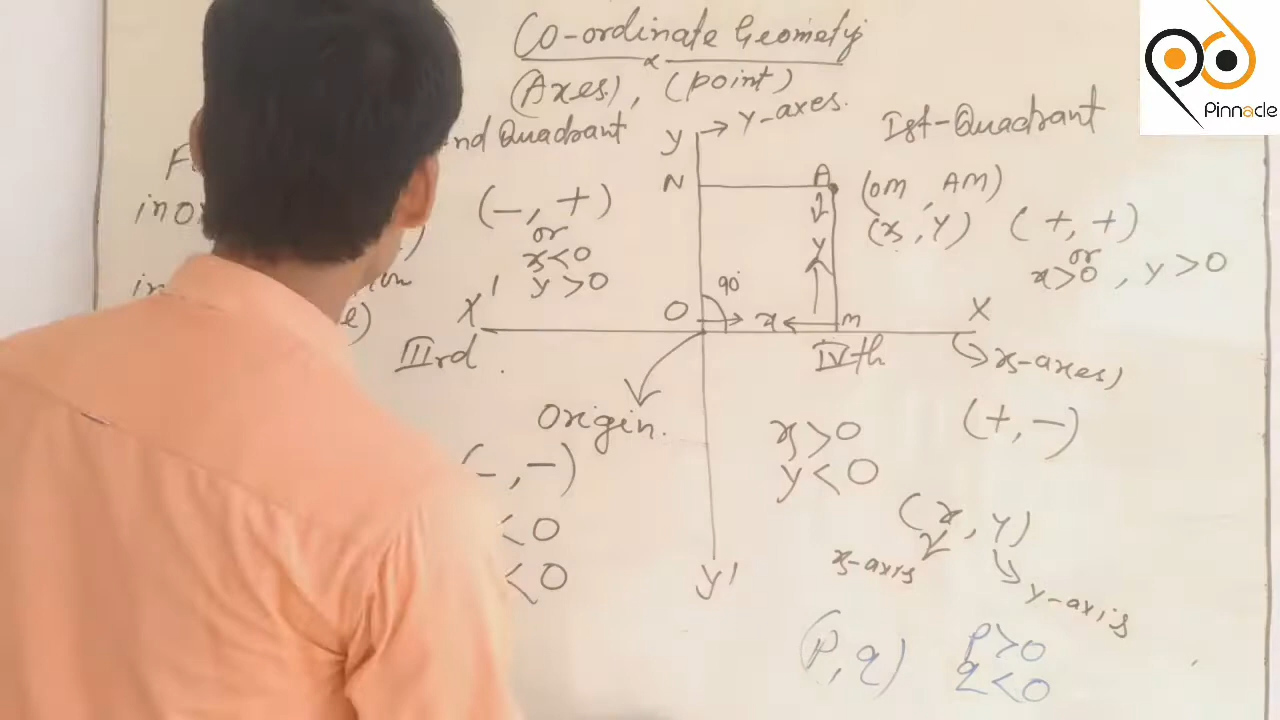 Co-ordinate Geometry
(Axes), (point)
Pinnacle
nd Quadrant
Y → Y-axes.
Ist-Quadrant
N
A
(OM, AM)
(-, +)
(x, Y)
(+, +)
or
or
x<0
x>0, y>0
y>0
Y
90°
X'
O
x
M
X
IIIrd
IVth
x-axes)
Origin.
(+, -)
x>0
y<0
(-, -)
<0
<0
(x, Y)
x-axis
y-axis
Y'
(P, q)
P>0
q<0